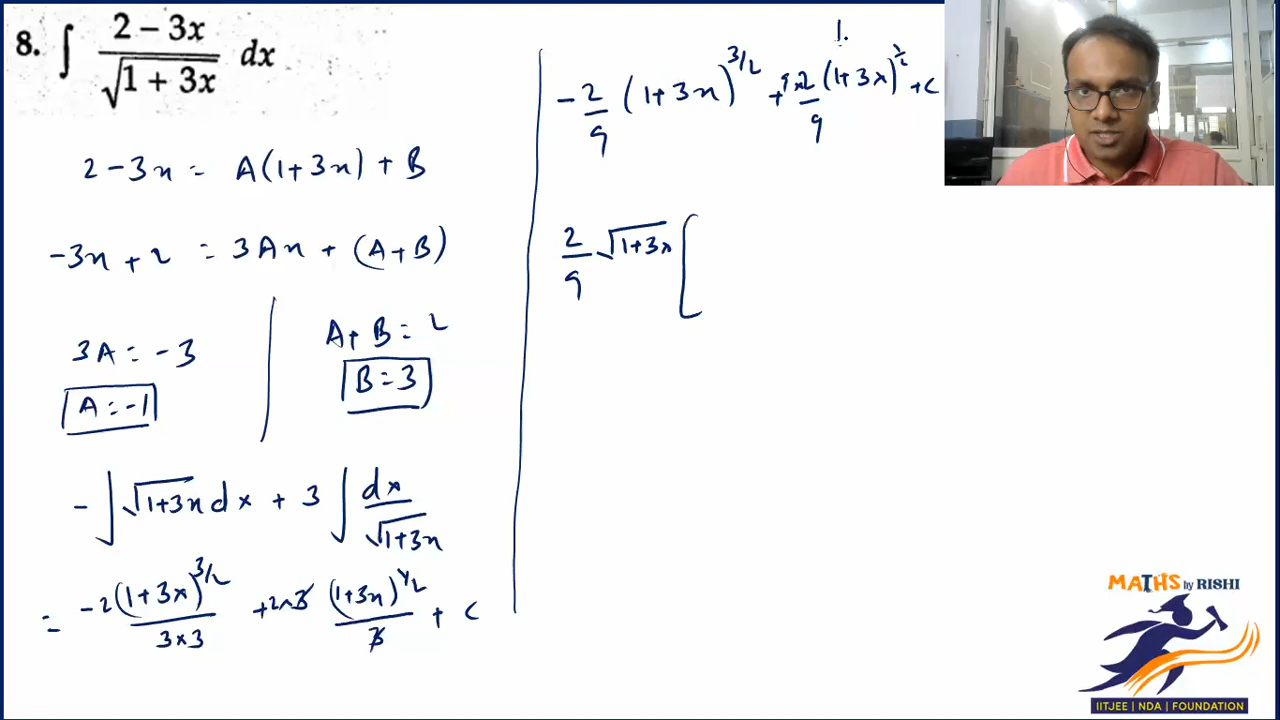 8. ∫ (2 − 3x)/√(1 + 3x) dx
2 - 3x = A(1+3x) + B
-3x + 2 = 3Ax + (A+B)
3A = -3
A = -1
A + B = 2
B = 3
- ∫ √(1+3x) dx + 3 ∫ dx/√(1+3x)
= -2(1+3x)^3/2 / 3×3 + 2×3 (1+3x)^1/2 / 3 + C
1.
- 2/9 (1+3x)^3/2 + 9×2/9 (1+3x)^1/2 + C
2/9 √(1+3x) [
MATHS by RISHI
IITJEE | NDA | FOUNDATION